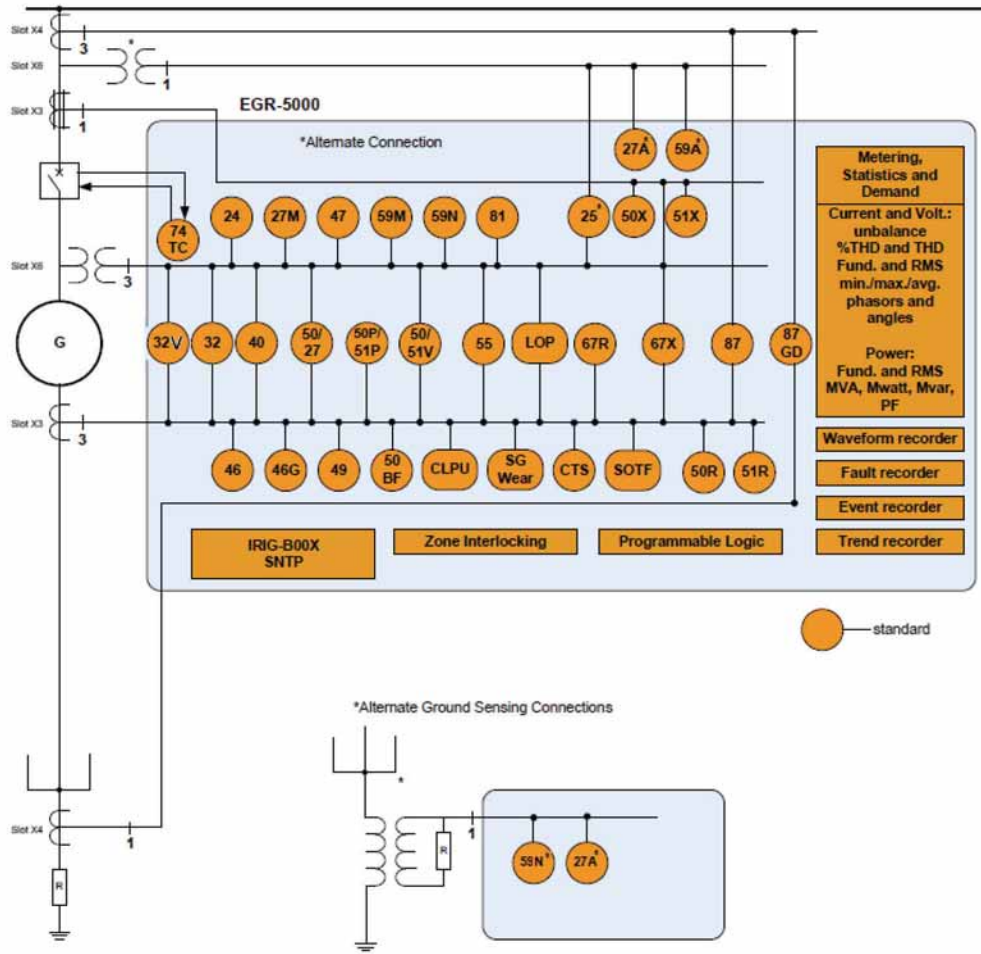 Slot X4
3
*
Slot X6
1
Slot X3
1
EGR-5000
*Alternate Connection
27A*
59A*
Metering,
Statistics and
Demand
Current and Volt.:
unbalance
%THD and THD
Fund. and RMS
min./max./avg.
phasors and
angles
Power:
Fund. and RMS
MVA, Mwatt, Mvar,
PF
74
TC
24
27M
47
59M
59N
81
25*
50X
51X
Slot X6
3
G
32V
32
40
50/
27
50P/
51P
50/
51V
55
LOP
67R
67X
87
87
GD
Slot X3
3
46
46G
49
50
BF
CLPU
SG
Wear
CTS
SOTF
50R
51R
Waveform recorder
Fault recorder
Event recorder
Trend recorder
IRIG-B00X
SNTP
Zone Interlocking
Programmable Logic
standard
*Alternate Ground Sensing Connections
*
Slot X4
1
R
R
1
59N*
27A*